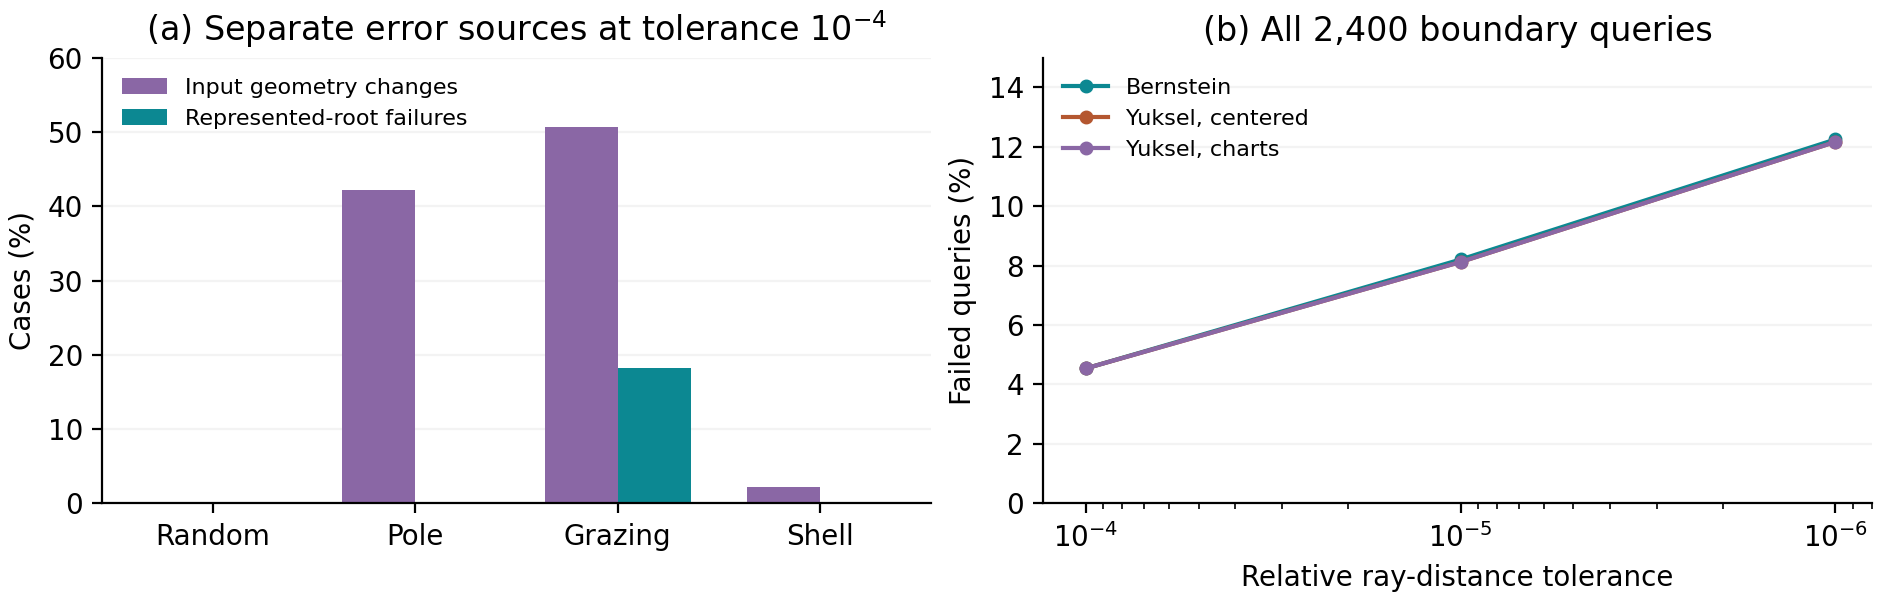 (a) Separate error sources at tolerance 10⁻⁴
Input geometry changes
Represented-root failures
Cases (%)
60
50
40
30
20
10
0
Random
Pole
Grazing
Shell
(b) All 2,400 boundary queries
Bernstein
Yuksel, centered
Yuksel, charts
Failed queries (%)
14
12
10
8
6
4
2
0
10⁻⁴
10⁻⁵
10⁻⁶
Relative ray-distance tolerance